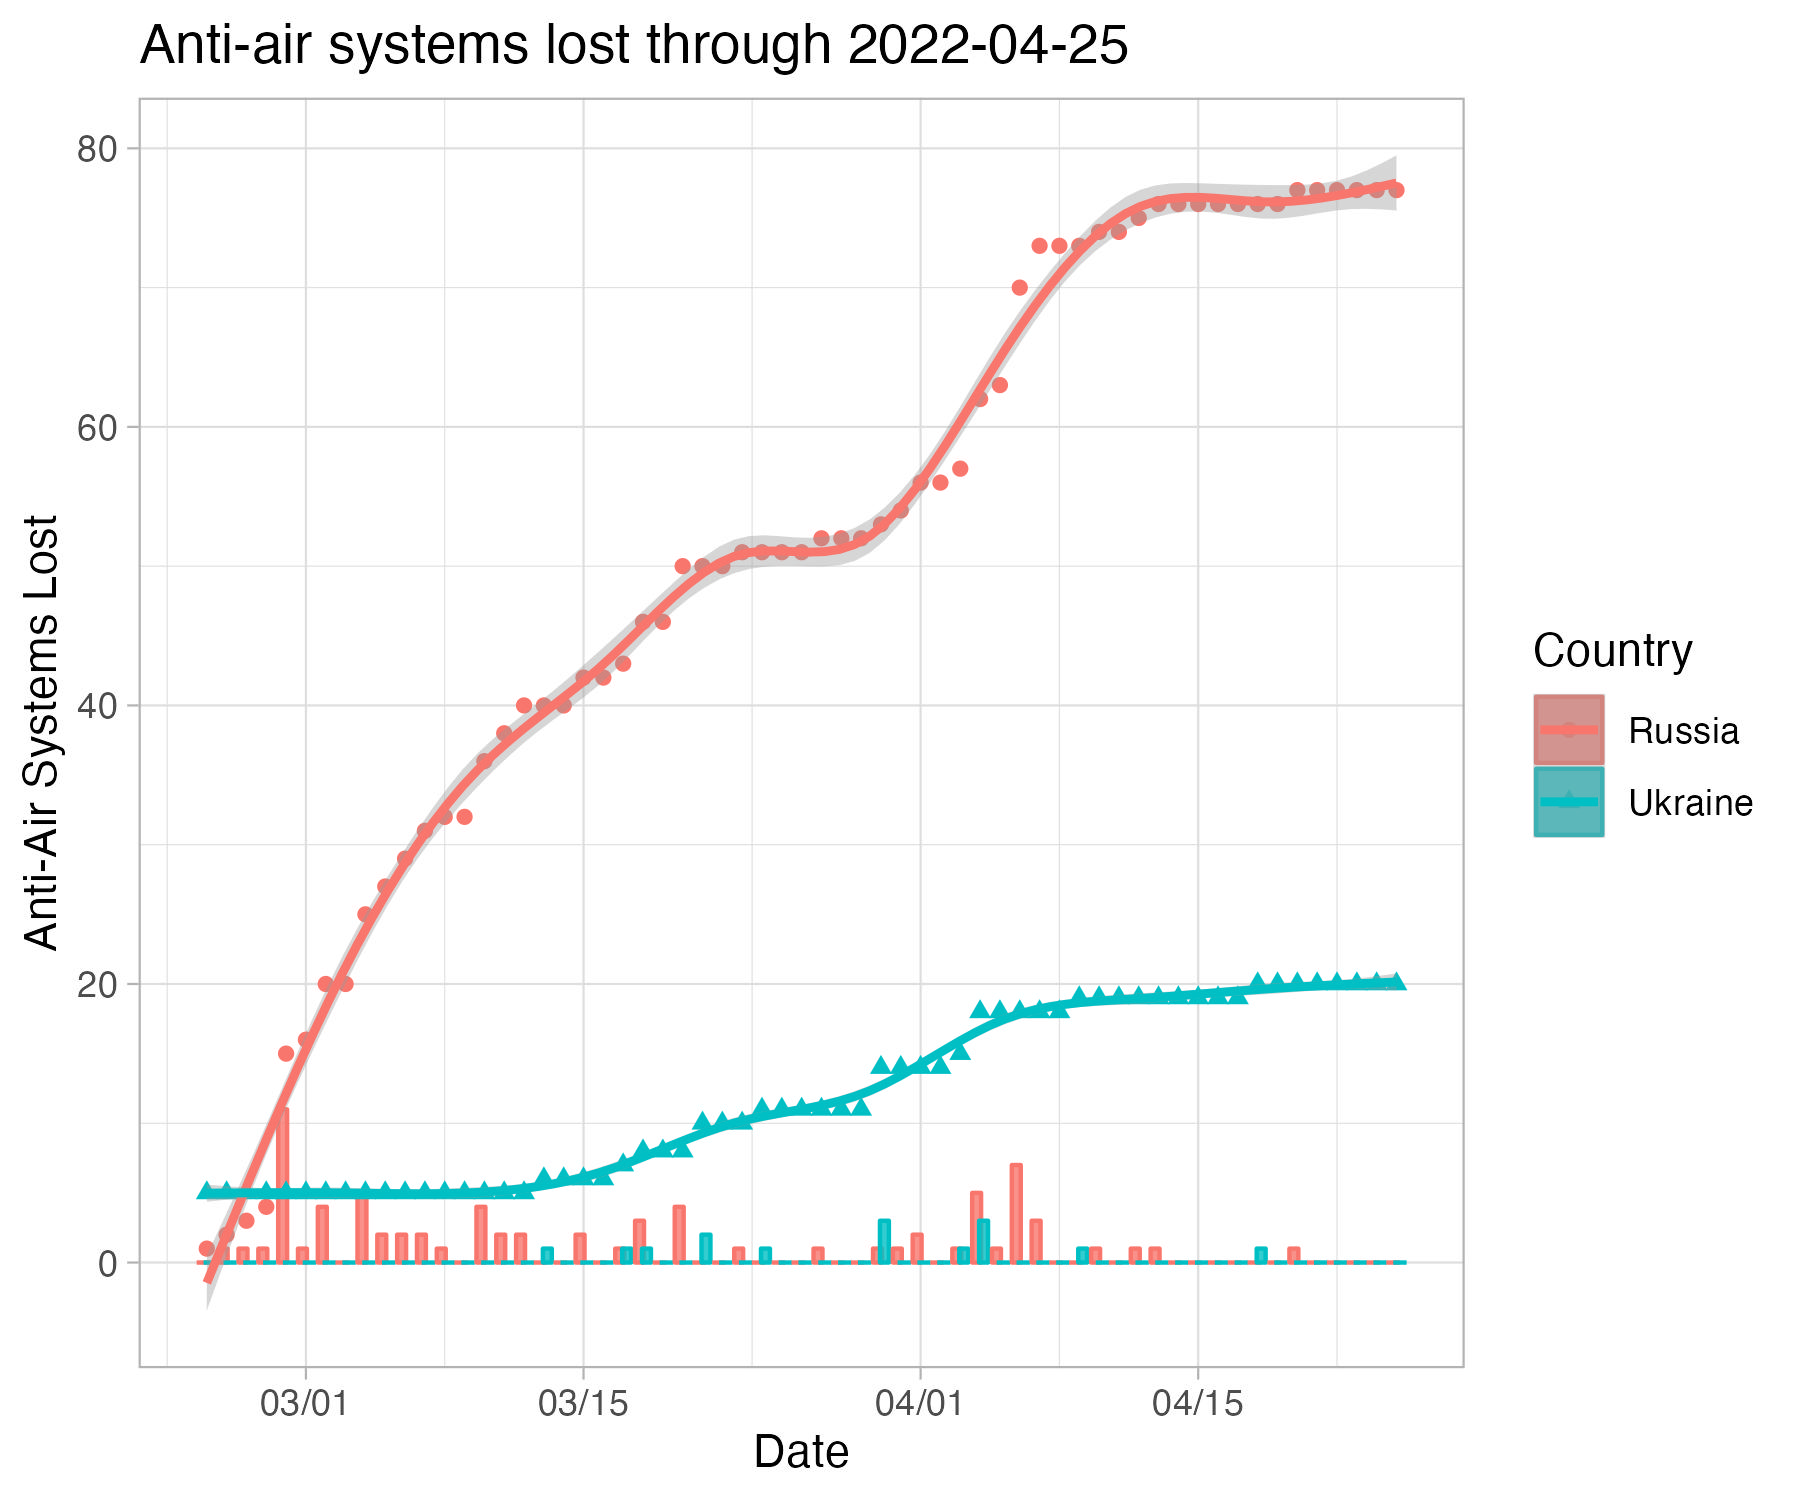 Anti-air systems lost through 2022-04-25
Anti-Air Systems Lost
80
60
40
20
0
03/01
03/15
04/01
04/15
Date
Country
Russia
Ukraine